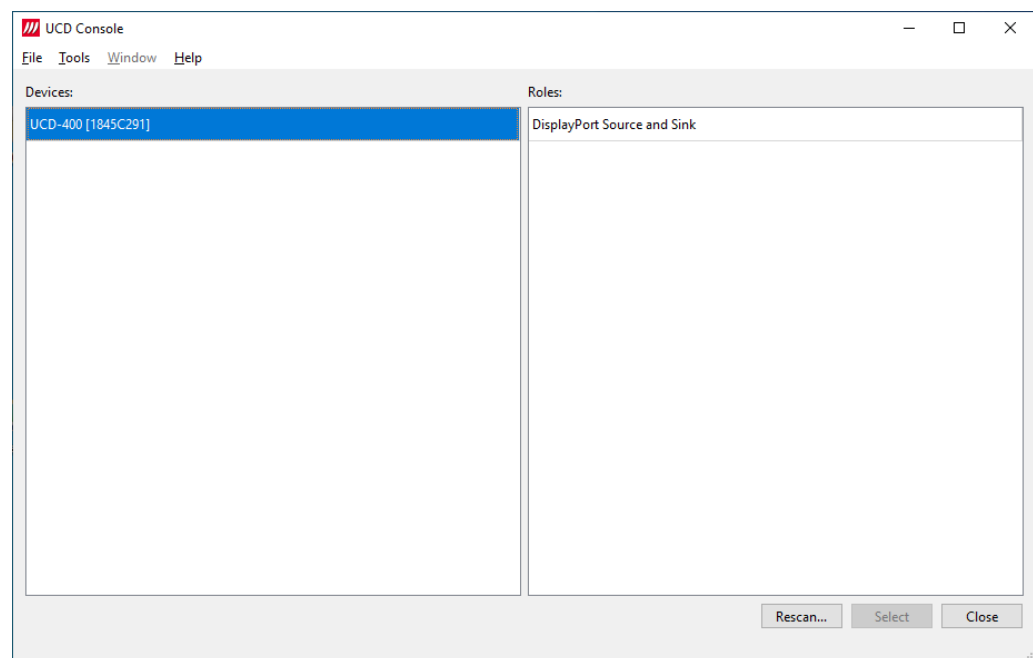 UCD Console
File Tools Window Help
Devices:
Roles:
UCD-400 [1845C291]
DisplayPort Source and Sink
Rescan... Select Close